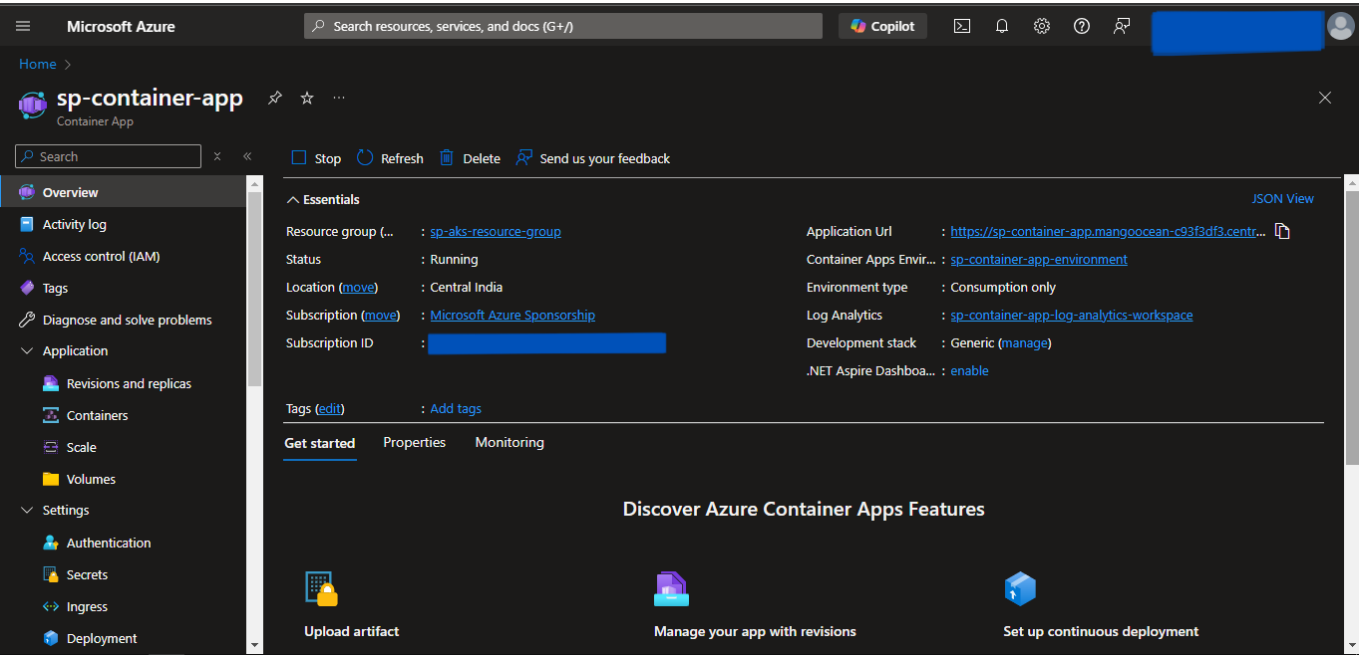 Microsoft Azure
Search resources, services, and docs (G+/)
Copilot
Home >
sp-container-app
Container App
Search
Stop
Refresh
Delete
Send us your feedback
Overview
Activity log
Access control (IAM)
Tags
Diagnose and solve problems
Application
Revisions and replicas
Containers
Scale
Volumes
Settings
Authentication
Secrets
Ingress
Deployment
Essentials
JSON View
Resource group (... : sp-aks-resource-group
Status : Running
Location (move) : Central India
Subscription (move) : Microsoft Azure Sponsorship
Subscription ID :
Tags (edit) : Add tags
Application Url : https://sp-container-app.mangoocean-c93f3df3.centr...
Container Apps Envir... : sp-container-app-environment
Environment type : Consumption only
Log Analytics : sp-container-app-log-analytics-workspace
Development stack : Generic (manage)
.NET Aspire Dashboa... : enable
Get started
Properties
Monitoring
Discover Azure Container Apps Features
Upload artifact
Manage your app with revisions
Set up continuous deployment